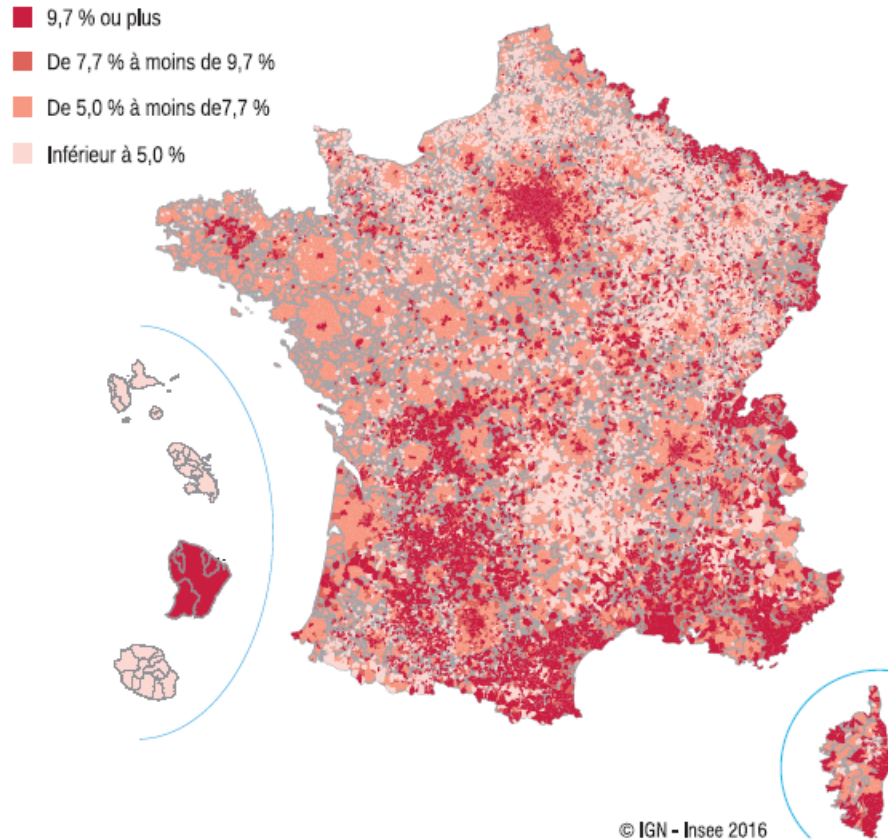 9,7 % ou plus
De 7,7 % à moins de 9,7 %
De 5,0 % à moins de7,7 %
Inférieur à 5,0 %
© IGN - Insee 2016